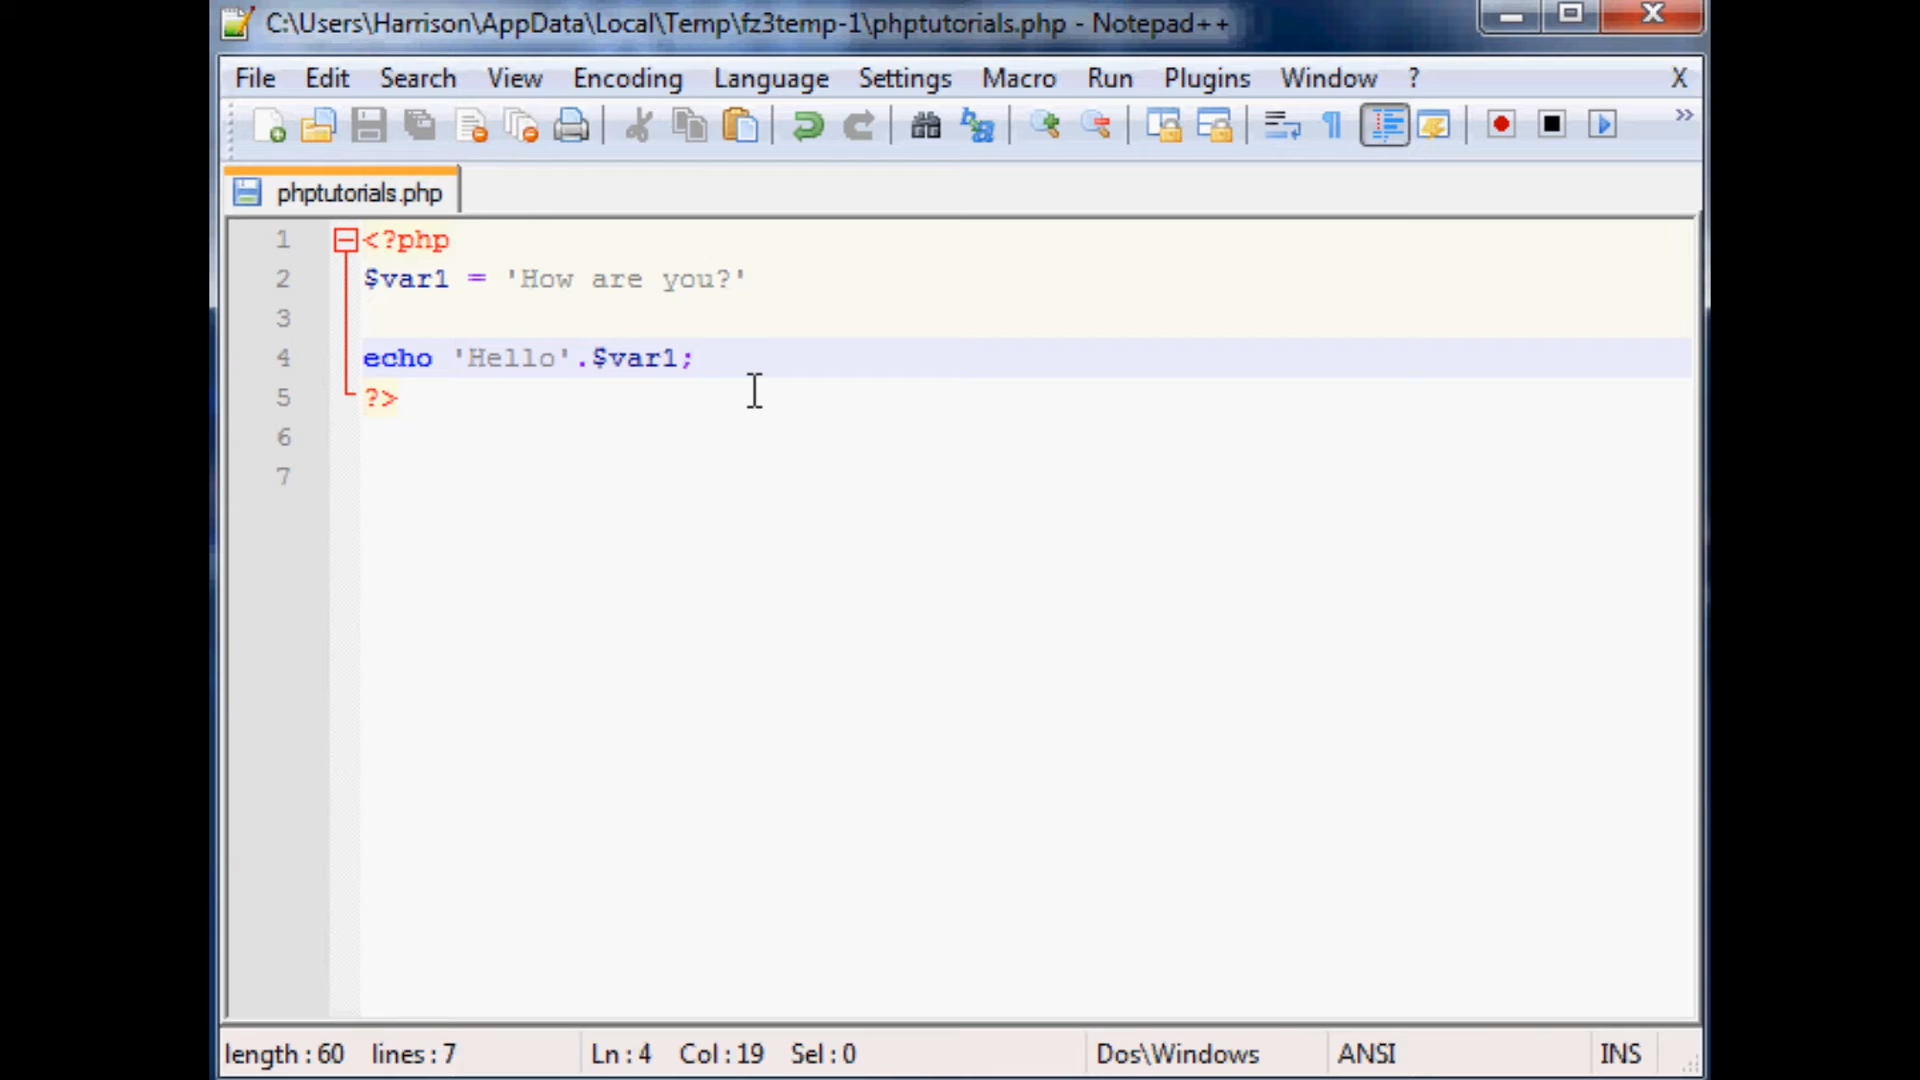 C:\Users\Harrison\AppData\Local\Temp\fz3temp-1\phptutorials.php - Notepad++
File Edit Search View Encoding Language Settings Macro Run Plugins Window ? X
phptutorials.php
1 <?php
2 $var1 = 'How are you?'
3
4 echo 'Hello'.$var1;
5 ?>
6
7
length : 60 lines : 7 Ln : 4 Col : 19 Sel : 0 Dos\Windows ANSI INS